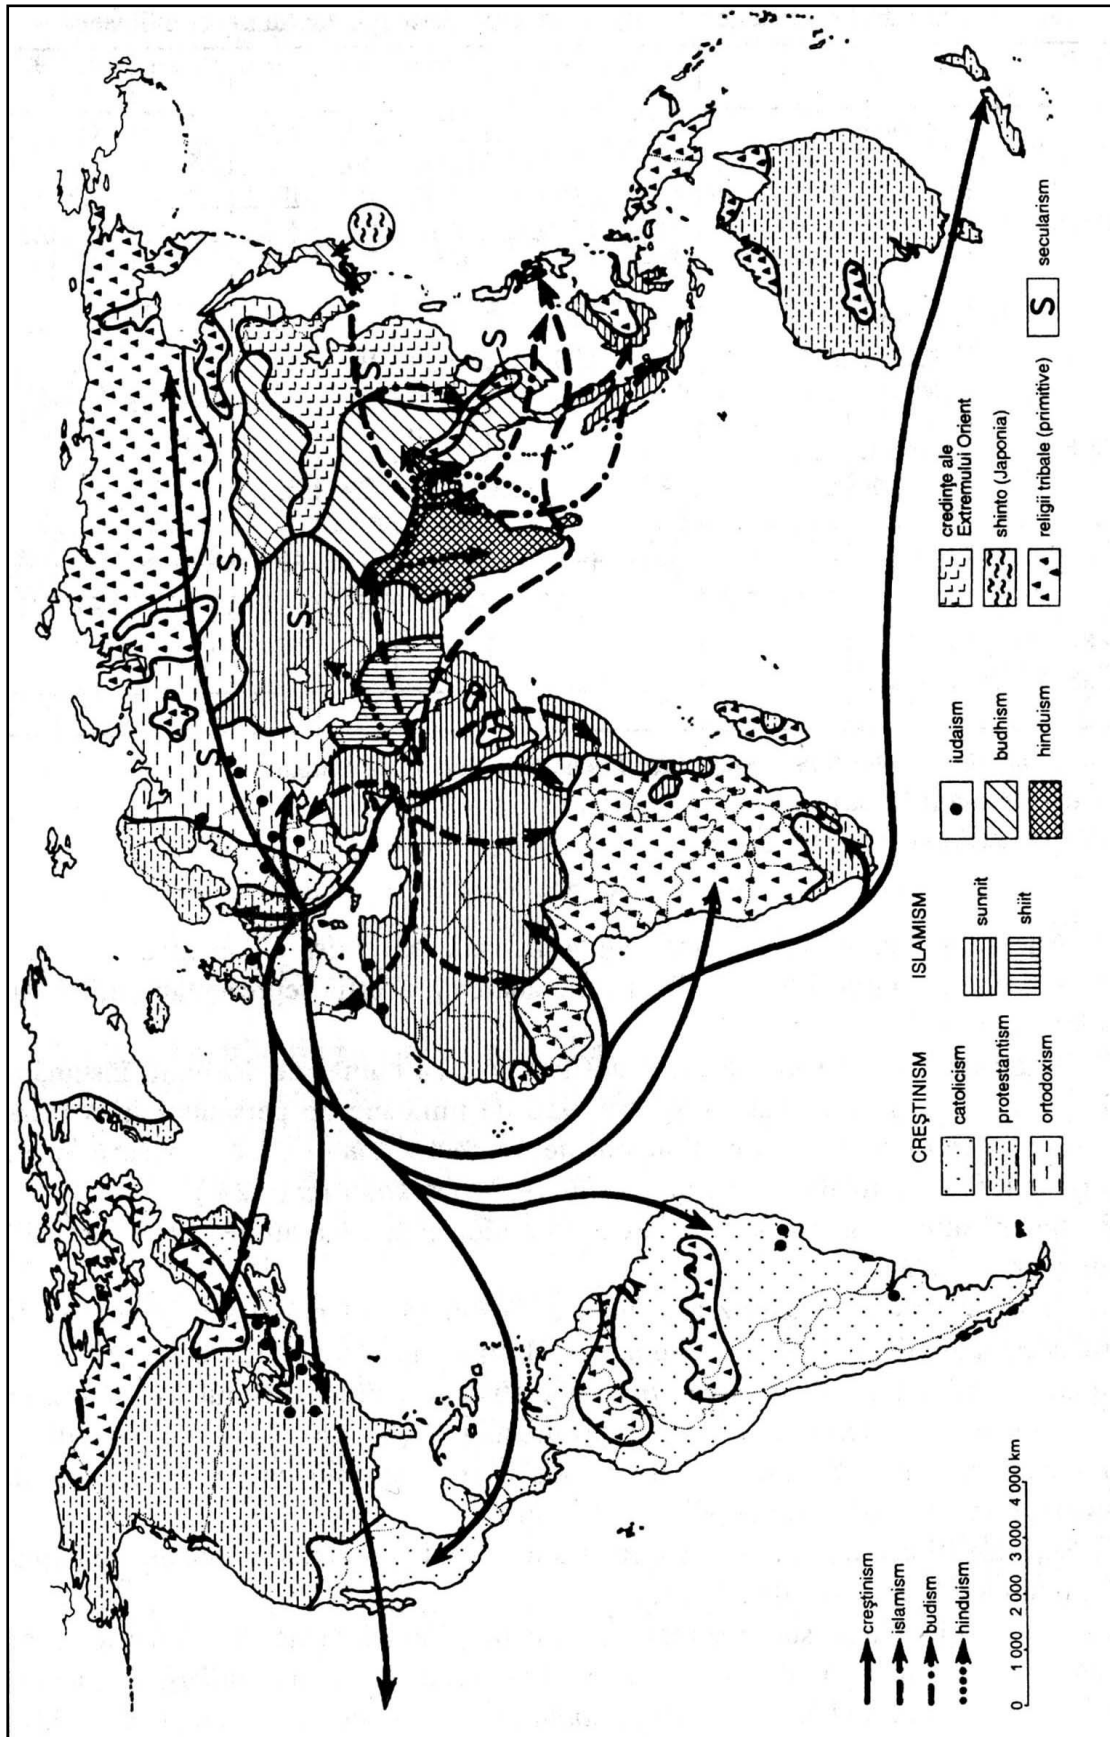 creştinism
islamism
budism
hinduism
0 1 000 2 000 3 000 4 000 km
CREŞTINISM
catolicism
protestantism
ortodoxism
ISLAMISM
sunnit
shiit
iudaism
budhism
hinduism
credinţe ale
Extremului Orient
shinto (Japonia)
religii tribale (primitive)
S secularism
S
S
S
S
S